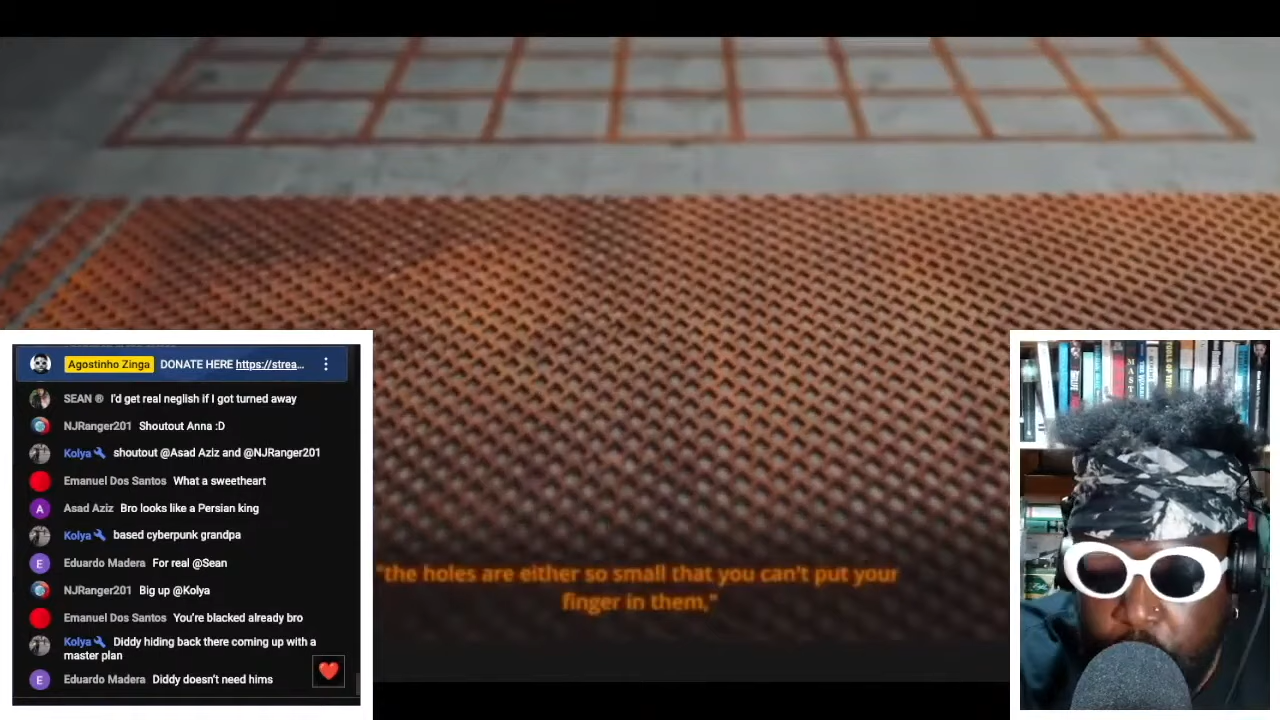 Agostinho Zinga DONATE HERE https://strea...
SEAN ® I'd get real neglish if I got turned away
NJRanger201 Shoutout Anna :D
Kolya shoutout @Asad Aziz and @NJRanger201
Emanuel Dos Santos What a sweetheart
A Asad Aziz Bro looks like a Persian king
Kolya based cyberpunk grandpa
E Eduardo Madera For real @Sean
NJRanger201 Big up @Kolya
Emanuel Dos Santos You're blacked already bro
Kolya Diddy hiding back there coming up with a
master plan
E Eduardo Madera Diddy doesn't need hims
"the holes are either so small that you can't put your
finger in them,"